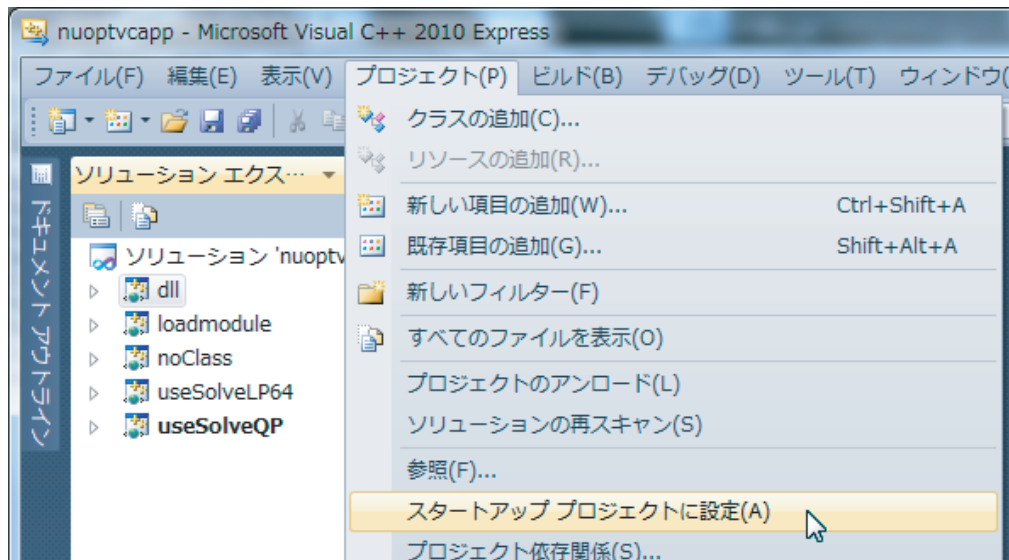 nuoptvcapp - Microsoft Visual C++ 2010 Express
ファイル(F) 編集(E) 表示(V) プロジェクト(P) ビルド(B) デバッグ(D) ツール(T) ウィンドウ(
クラスの追加(C)...
リソースの追加(R)...
新しい項目の追加(W)... Ctrl+Shift+A
既存項目の追加(G)... Shift+Alt+A
新しいフィルター(F)
すべてのファイルを表示(O)
プロジェクトのアンロード(L)
ソリューションの再スキャン(S)
参照(F)...
スタートアップ プロジェクトに設定(A)
プロジェクト依存関係(S)...
ドキュメント アウトライン
ソリューション エクス…
ソリューション 'nuoptv
dll
loadmodule
noClass
useSolveLP64
useSolveQP